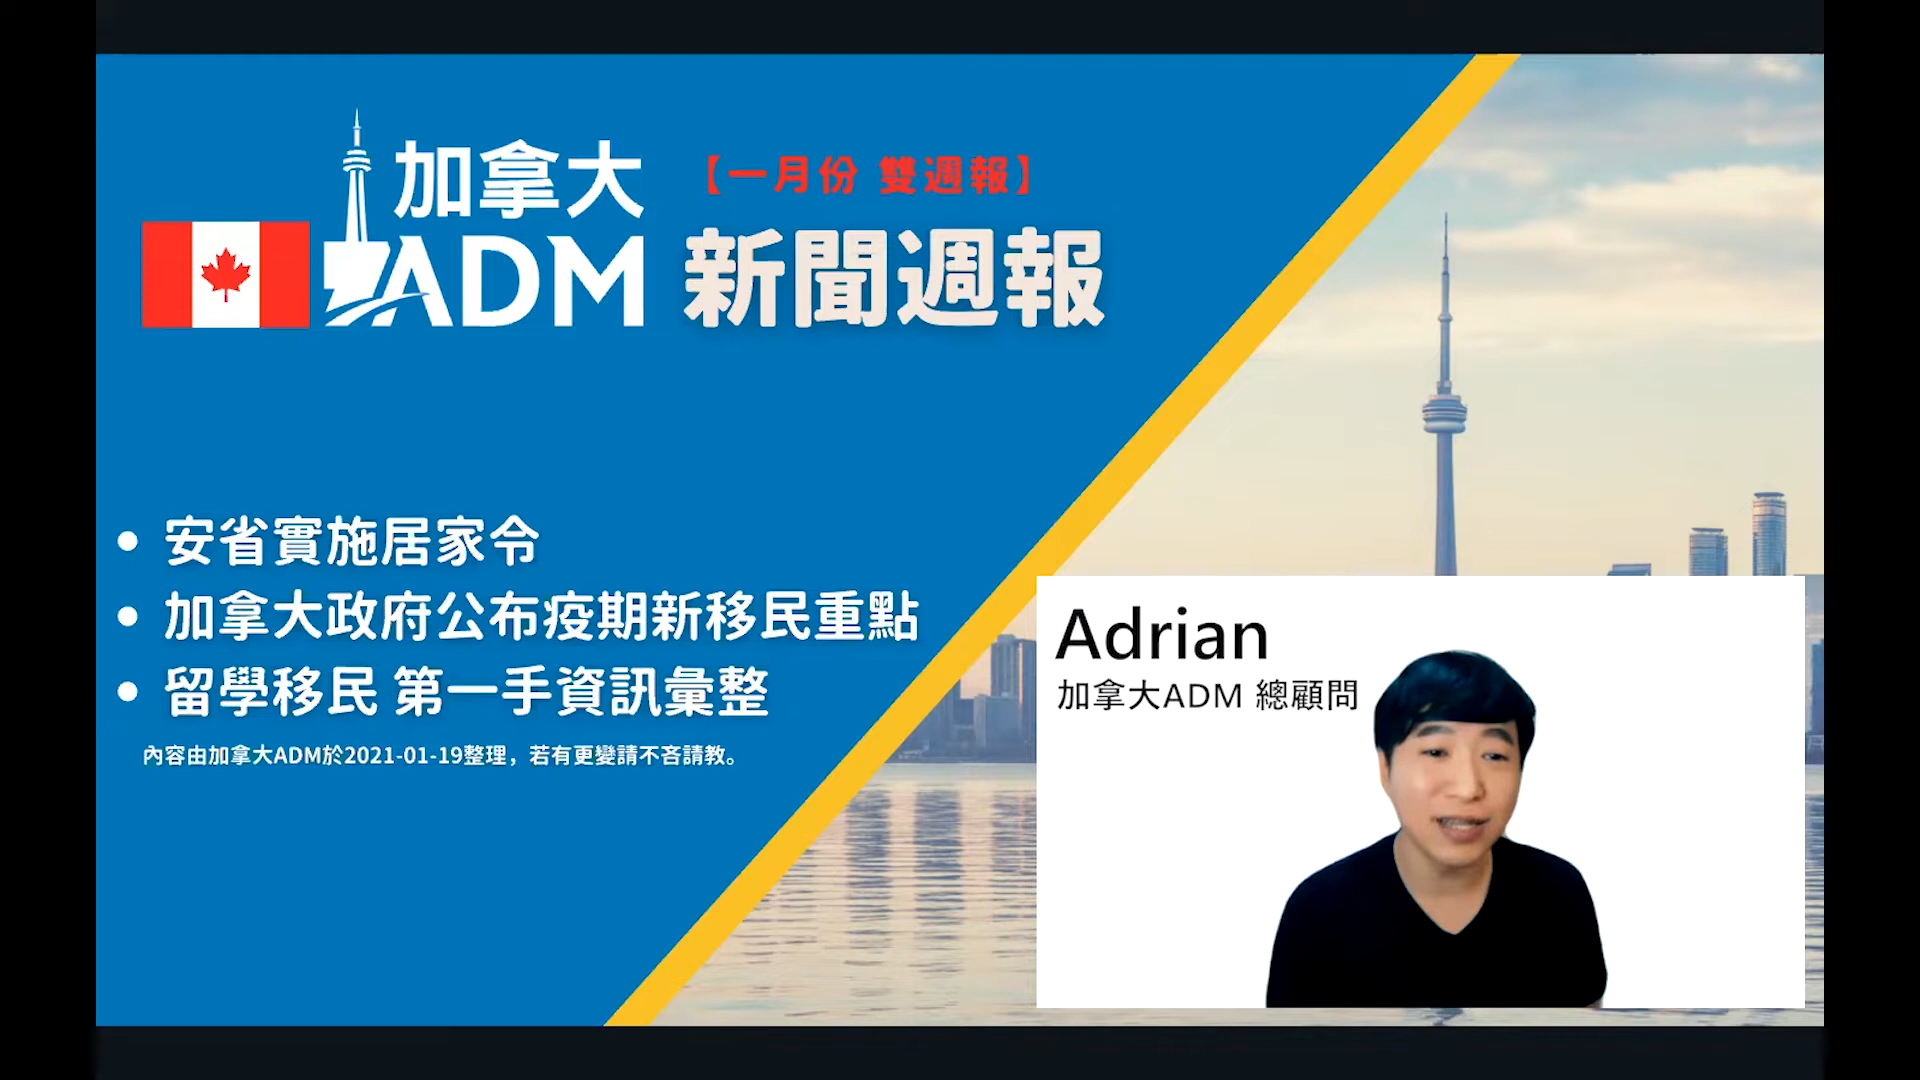 加拿大
ADM
【一月份 雙週報】
新聞週報
• 安省實施居家令
• 加拿大政府公布疫期新移民重點
• 留學移民 第一手資訊彙整
內容由加拿大ADM於2021-01-19整理，若有更變請不吝請教。
Adrian
加拿大ADM 總顧問